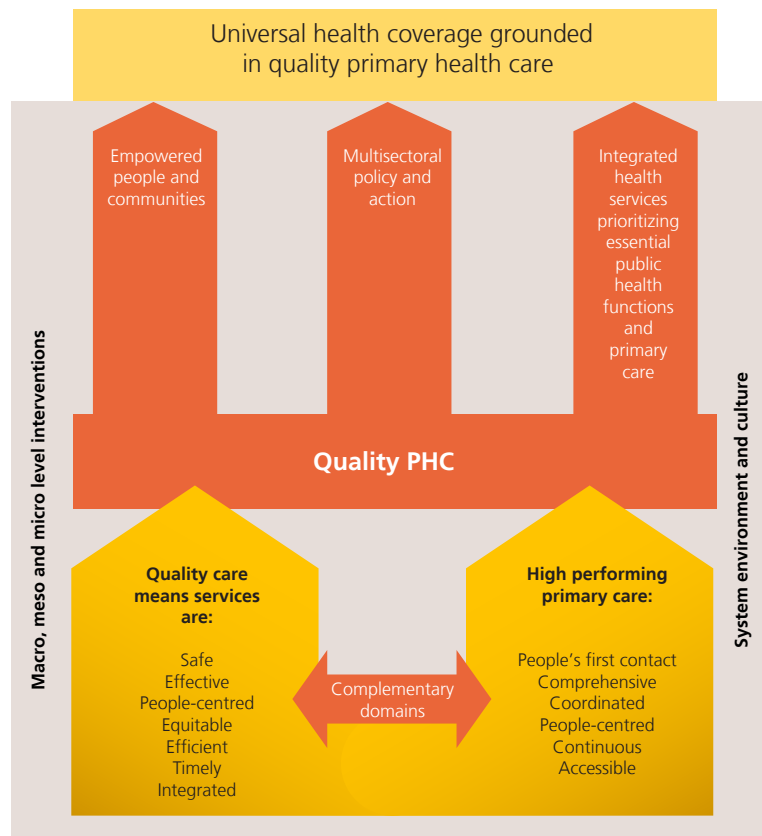 Universal health coverage grounded
in quality primary health care
Empowered
people and
communities
Multisectoral
policy and
action
Integrated
health
services
prioritizing
essential
public
health
functions
and
primary
care
Macro, meso and micro level interventions
System environment and culture
Quality PHC
Quality care
means services
are:
Safe
Effective
People-centred
Equitable
Efficient
Timely
Integrated
Complementary
domains
High performing
primary care:
People’s first contact
Comprehensive
Coordinated
People-centred
Continuous
Accessible